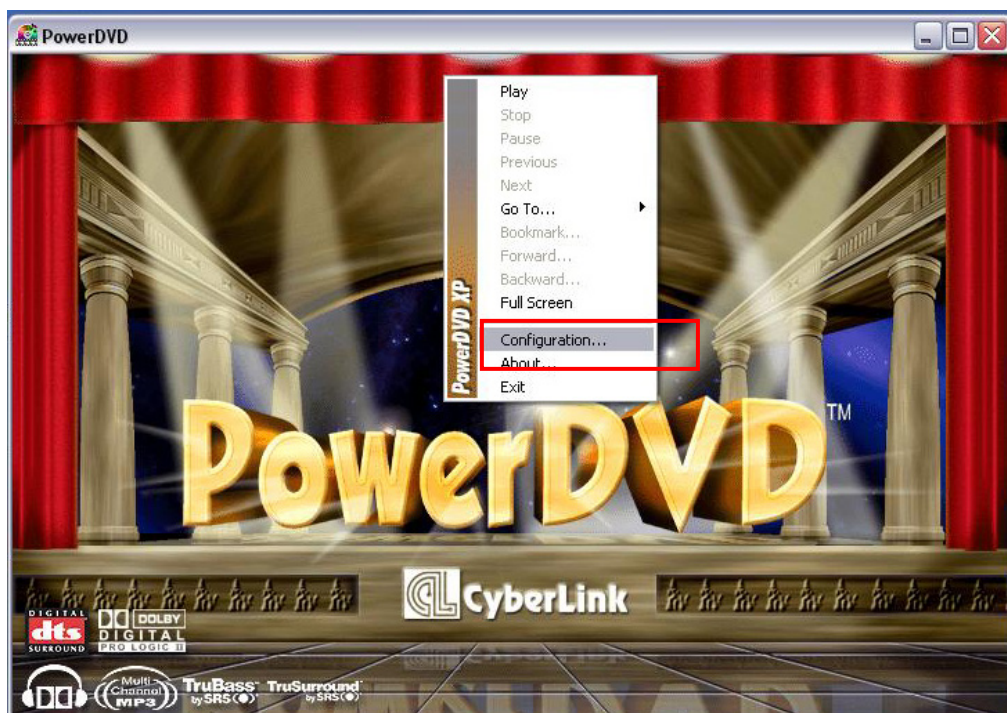 PowerDVD
Play
Stop
Pause
Previous
Next
Go To...
Bookmark...
Forward...
Backward...
Full Screen
Configuration...
About...
Exit
PowerDVD XP
PowerDVD TM
CL CyberLink
DIGITAL
dts
SURROUND
DOLBY
DIGITAL
PRO LOGIC II
Multi
Channel
MP3
TruBass
by SRS
TruSurround
by SRS